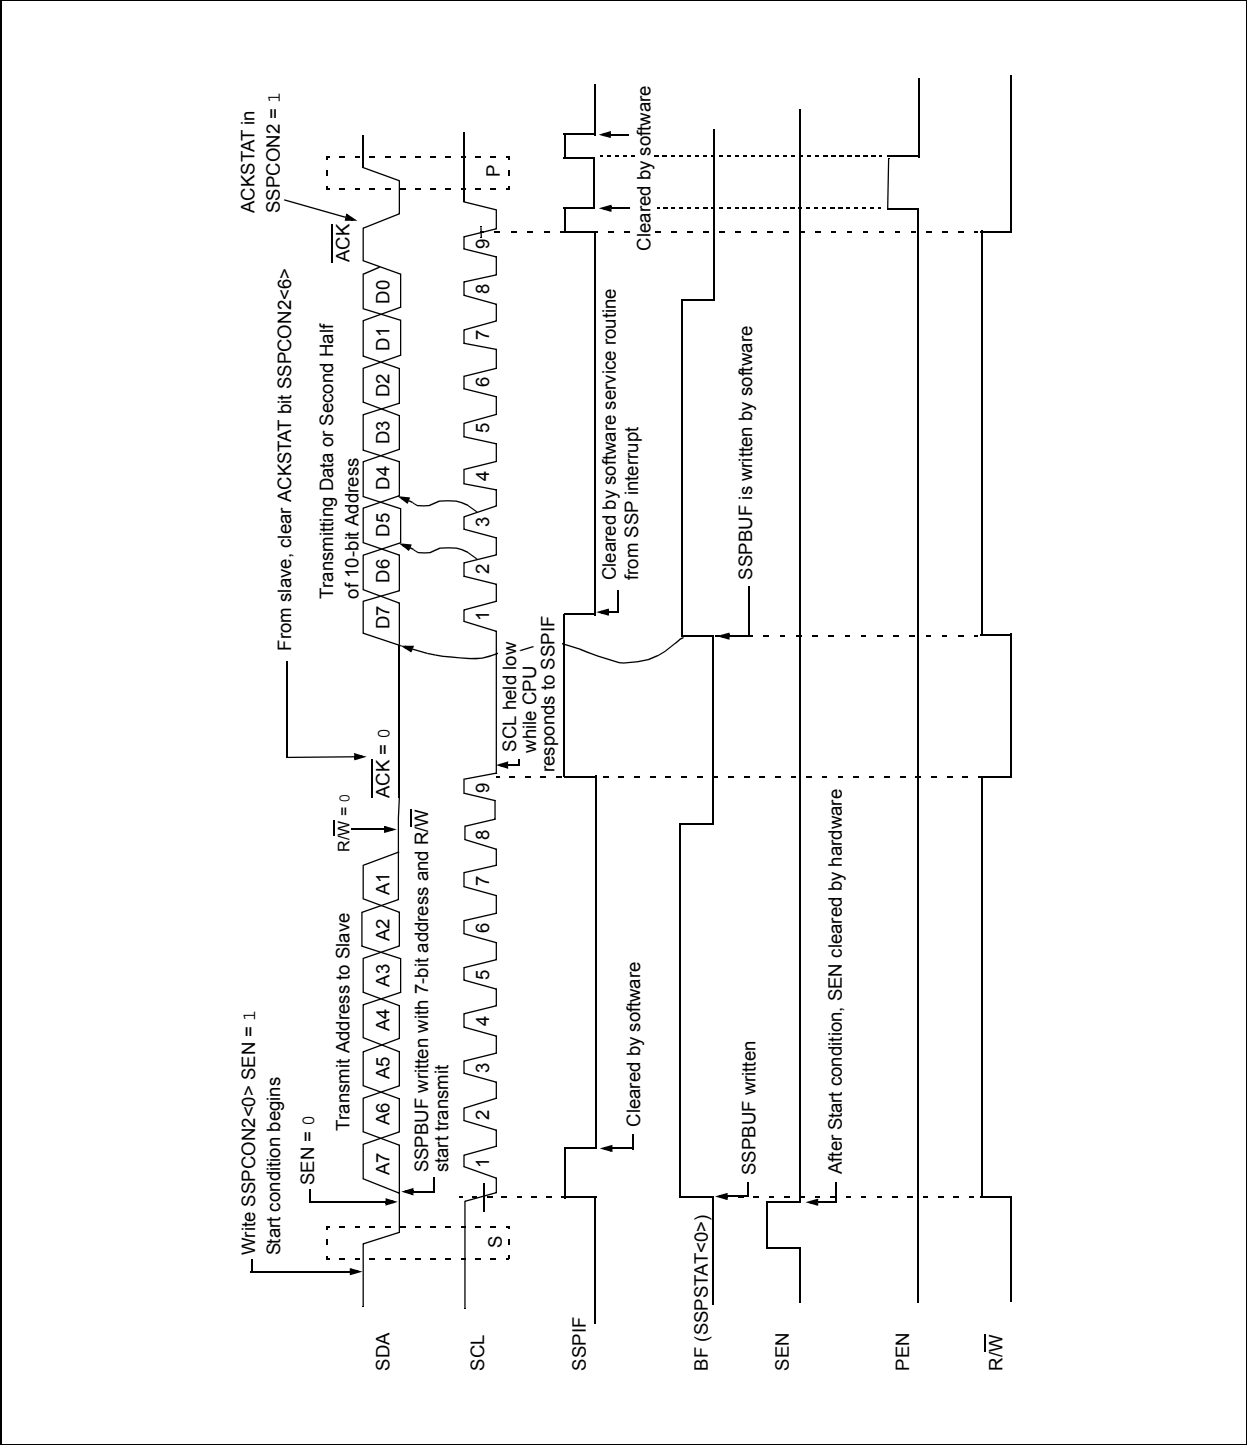 Write SSPCON2<0> SEN = 1
Start condition begins
SEN = 0
From slave, clear ACKSTAT bit SSPCON2<6>
ACKSTAT in
SSPCON2 = 1
Transmit Address to Slave
R/W = 0
ACK = 0
Transmitting Data or Second Half
of 10-bit Address
ACK
SDA
A7 A6 A5 A4 A3 A2 A1
D7 D6 D5 D4 D3 D2 D1 D0
SSPBUF written with 7-bit address and R/W
start transmit
SCL
S
1 2 3 4 5 6 7 8 9
1 2 3 4 5 6 7 8 9
P
SCL held low
while CPU
responds to SSPIF
SSPIF
Cleared by software
Cleared by software service routine
from SSP interrupt
Cleared by software
BF (SSPSTAT<0>)
SSPBUF written
SSPBUF is written by software
SEN
After Start condition, SEN cleared by hardware
PEN
R/W